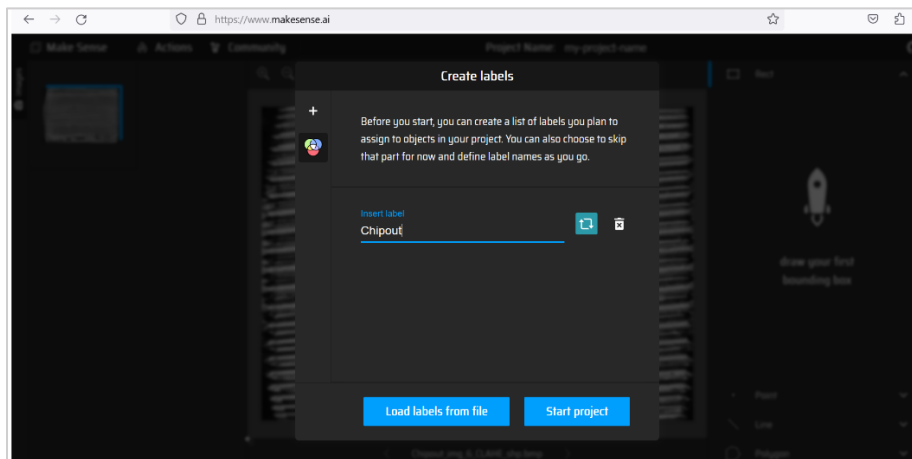 https://www.makesense.ai
Make Sense
Actions
Community
Project Name: my-project-name
Images
Create labels
Rect
Before you start, you can create a list of labels you plan to
assign to objects in your project. You can also choose to skip
that part for now and define label names as you go.
Insert label
Chipout
draw your first
bounding box
Load labels from file
Start project
Point
Line
Polygon